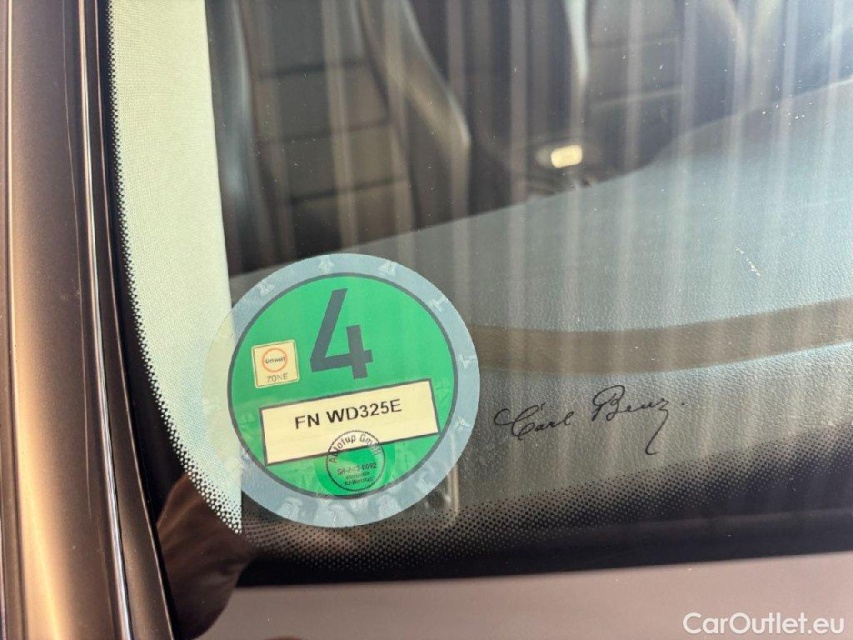 4
Umwelt
ZONE
FN WD325E
Carl Benz
CarOutlet.eu